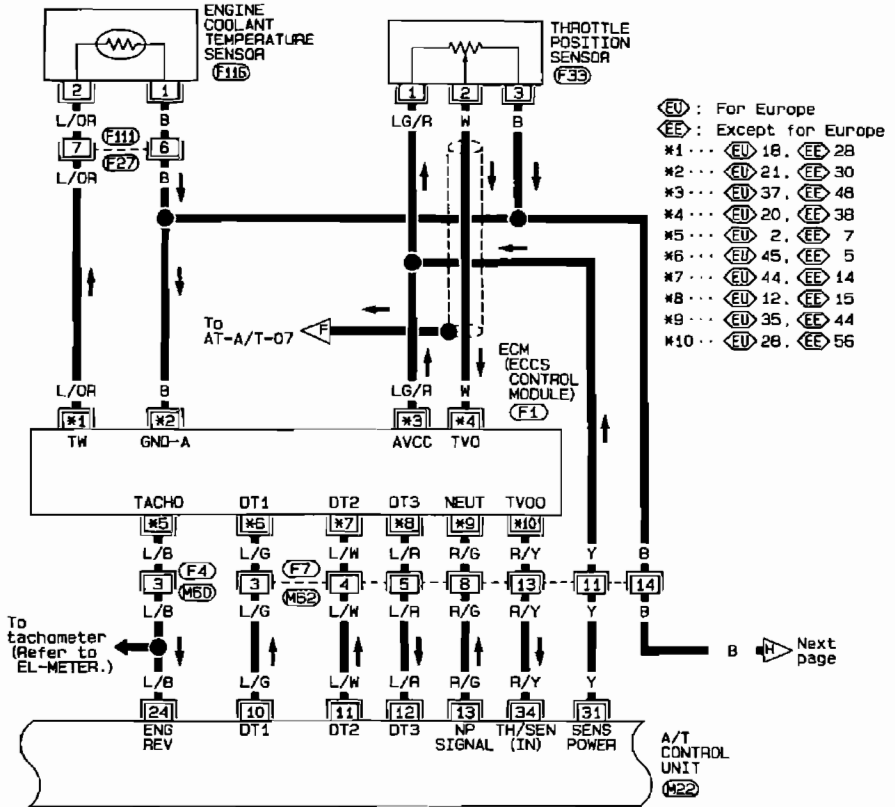 ENGINE
COOLANT
TEMPERATURE
SENSOR
F116
THROTTLE
POSITION
SENSOR
F33
2 1 1 2 3
L/OR B LG/R W B
7 F111 6
F27
L/OR B
EU : For Europe
EE : Except for Europe
*1 ··· EU 18, EE 28
*2 ··· EU 21, EE 30
*3 ··· EU 37, EE 48
*4 ··· EU 20, EE 38
*5 ··· EU 2, EE 7
*6 ··· EU 45, EE 5
*7 ··· EU 44, EE 14
*8 ··· EU 12, EE 15
*9 ··· EU 35, EE 44
*10 ·· EU 28, EE 56
To
AT-A/T-07
F
ECM
(ECCS
CONTROL
MODULE)
F1
L/OR B LG/R W
*1 *2 *3 *4
TW GND-A AVCC TVO
TACHO DT1 DT2 DT3 NEUT TVOO
*5 *6 *7 *8 *9 *10
L/B L/G L/W L/R R/G R/Y Y B
3 F4 3 F7 4 5 8 13 11 14
M60 M62
L/B L/G L/W L/R R/G R/Y Y B
To
tachometer
(Refer to
EL-METER.)
B H Next
page
L/B L/G L/W L/R R/G R/Y Y
24 10 11 12 13 34 31
ENG
REV
DT1
DT2
DT3
NP
SIGNAL
TH/SEN
(IN)
SENS
POWER
A/T
CONTROL
UNIT
M22